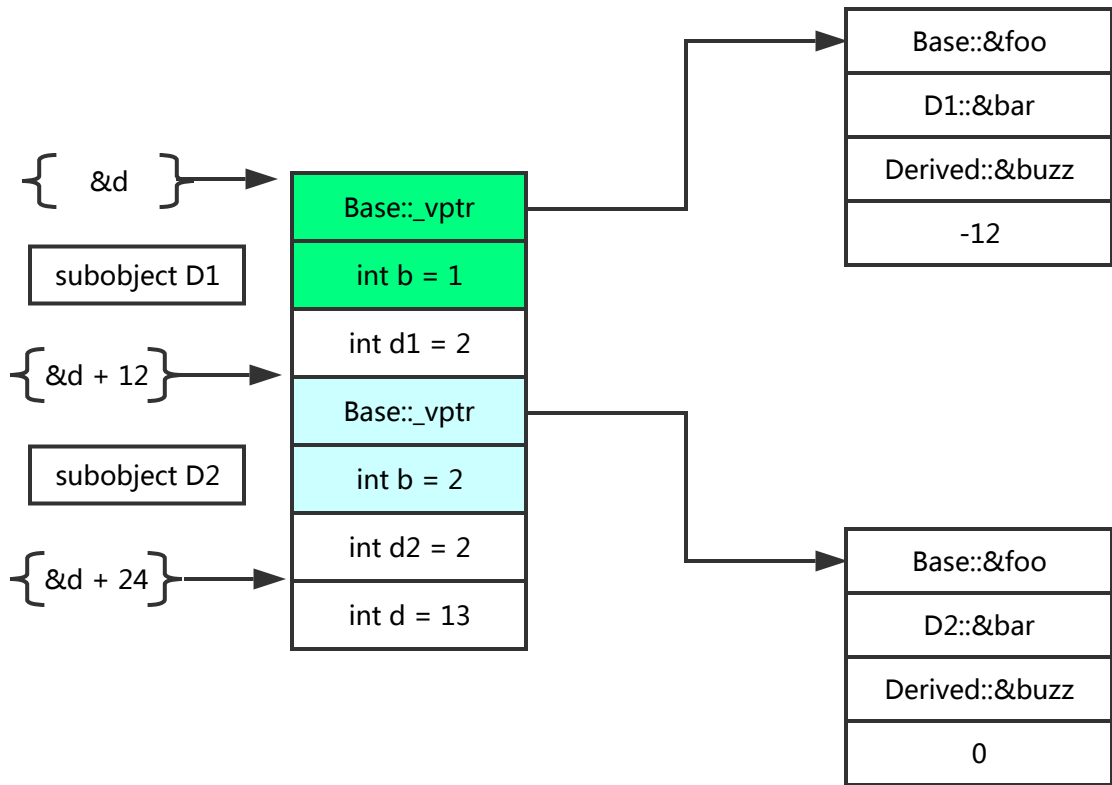 &d
subobject D1
&d + 12
subobject D2
&d + 24
Base::_vptr
int b = 1
int d1 = 2
Base::_vptr
int b = 2
int d2 = 2
int d = 13
Base::&foo
D1::&bar
Derived::&buzz
-12
Base::&foo
D2::&bar
Derived::&buzz
0